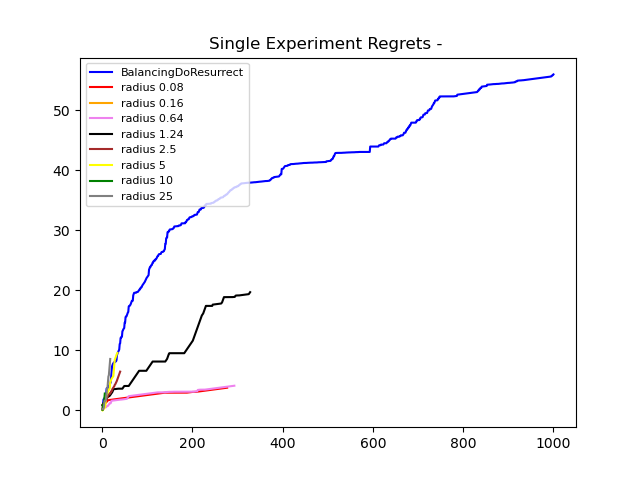 Single Experiment Regrets -
BalancingDoResurrect
radius 0.08
radius 0.16
radius 0.64
radius 1.24
radius 2.5
radius 5
radius 10
radius 25
50
40
30
20
10
0
0 200 400 600 800 1000